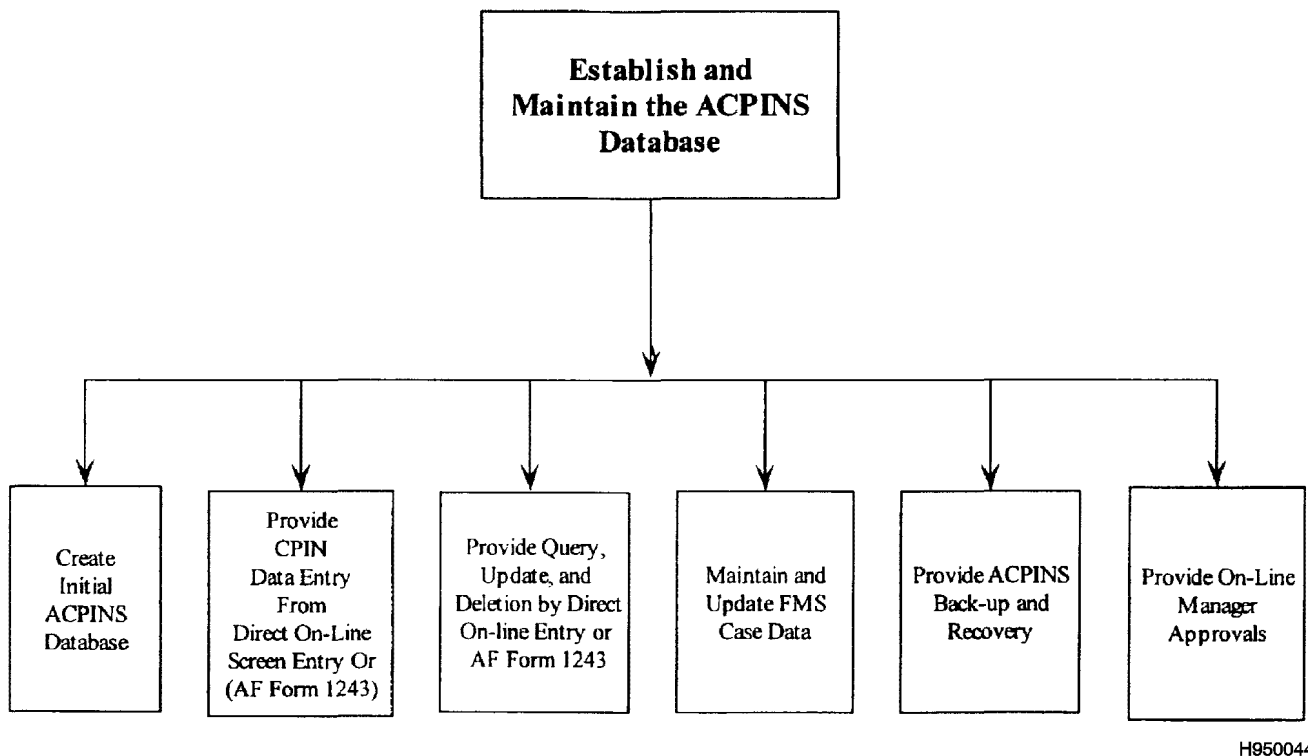 Establish and
Maintain the ACPINS
Database
Create
Initial
ACPINS
Database
Provide
CPIN
Data Entry
From
Direct On-Line
Screen Entry Or
(AF Form 1243)
Provide Query,
Update, and
Deletion by Direct
On-line Entry or
AF Form 1243
Maintain and
Update FMS
Case Data
Provide ACPINS
Back-up and
Recovery
Provide On-Line
Manager
Approvals
H950044